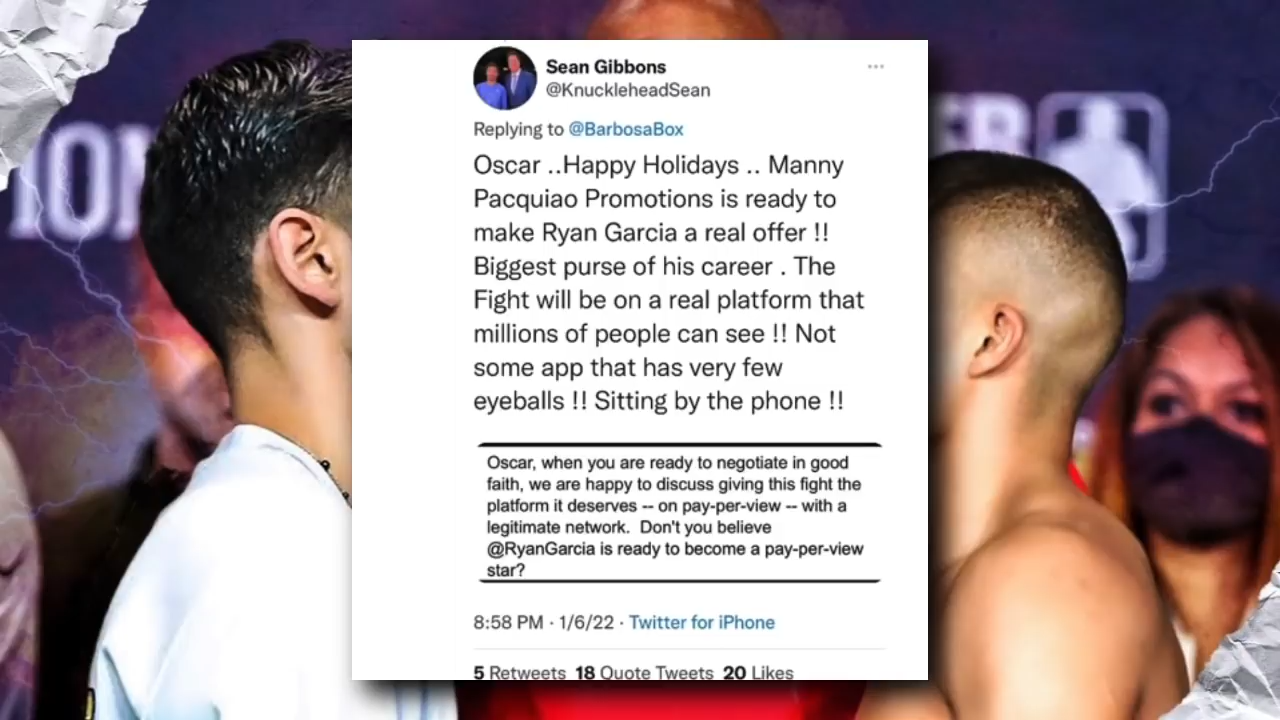 Sean Gibbons
@KnuckleheadSean
Replying to @BarbosaBox
Oscar ..Happy Holidays .. Manny
Pacquiao Promotions is ready to
make Ryan Garcia a real offer !!
Biggest purse of his career . The
Fight will be on a real platform that
millions of people can see !! Not
some app that has very few
eyeballs !! Sitting by the phone !!
Oscar, when you are ready to negotiate in good
faith, we are happy to discuss giving this fight the
platform it deserves -- on pay-per-view -- with a
legitimate network.  Don't you believe
@RyanGarcia is ready to become a pay-per-view
star?
8:58 PM · 1/6/22 · Twitter for iPhone
5 Retweets 18 Quote Tweets 20 Likes